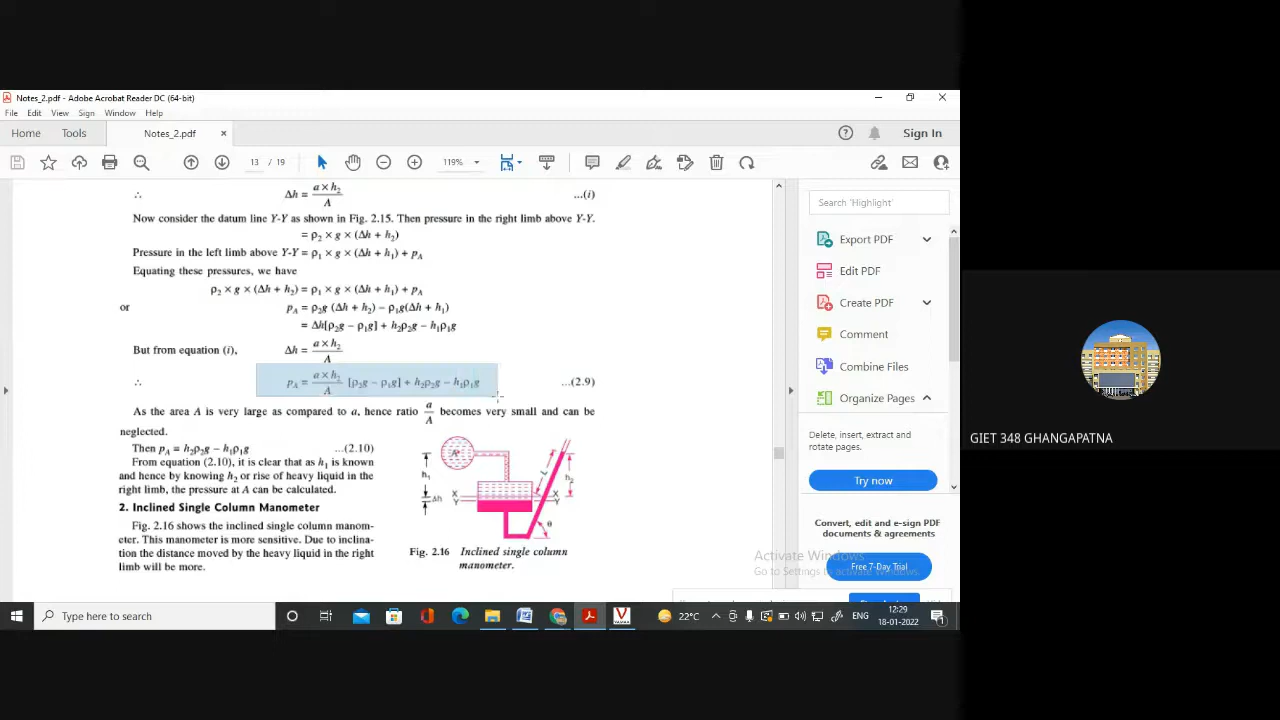 Notes_2.pdf - Adobe Acrobat Reader DC (64-bit)
File Edit View Sign Window Help
Home Tools Notes_2.pdf × Sign In
13 / 19 119%
∴ Δh = a × h₂ / A ...(i)
Now consider the datum line Y-Y as shown in Fig. 2.15. Then pressure in the right limb above Y-Y.
= ρ₂ × g × (Δh + h₂)
Pressure in the left limb above Y-Y = ρ₁ × g × (Δh + h₁) + pA
Equating these pressures, we have
ρ₂ × g × (Δh + h₂) = ρ₁ × g × (Δh + h₁) + pA
or pA = ρ₂g (Δh + h₂) – ρ₁g(Δh + h₁)
= Δh[ρ₂g – ρ₁g] + h₂ρ₂g – h₁ρ₁g
But from equation (i), Δh = a × h₂ / A
∴ pA = a × h₂ / A [ρ₂g – ρ₁g] + h₂ρ₂g – h₁ρ₁g ...(2.9)
As the area A is very large as compared to a, hence ratio a / A becomes very small and can be
neglected.
Then pA = h₂ρ₂g – h₁ρ₁g ...(2.10)
From equation (2.10), it is clear that as h₁ is known
and hence by knowing h₂ or rise of heavy liquid in the
right limb, the pressure at A can be calculated.
2. Inclined Single Column Manometer
Fig. 2.16 shows the inclined single column manom-
eter. This manometer is more sensitive. Due to inclina-
tion the distance moved by the heavy liquid in the right
limb will be more.
A
h₁
L
h₂
X X
Δh Y Y
θ
Fig. 2.16 Inclined single column
manometer.
Search 'Highlight'
Export PDF
Edit PDF
Create PDF
Comment
Combine Files
Organize Pages
Delete, insert, extract and
rotate pages.
Try now
Convert, edit and e-sign PDF
documents & agreements
Free 7-Day Trial
Activate Windows
Go to Settings to activate Windows.
Type here to search
22°C ENG 12:29
18-01-2022
GIET 348 GHANGAPATNA